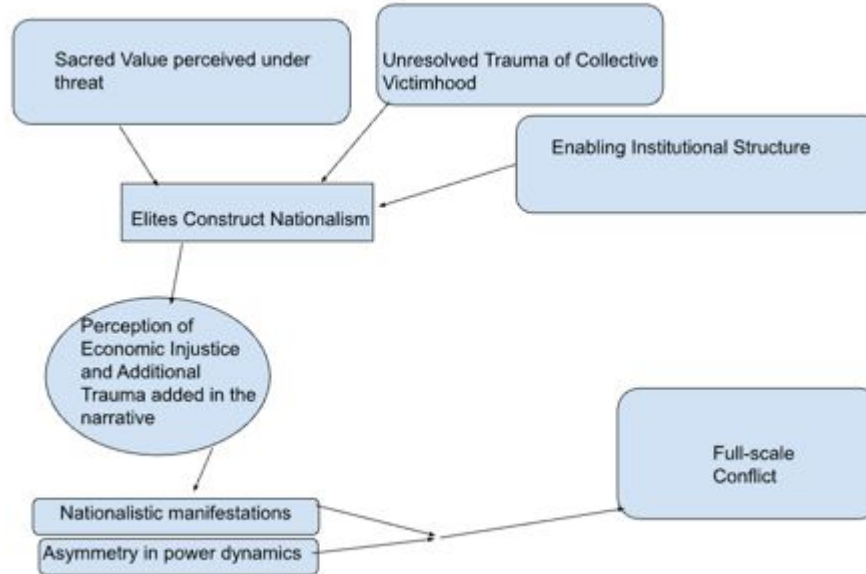 Sacred Value perceived under
threat
Unresolved Trauma of Collective
Victimhood
Enabling Institutional Structure
Elites Construct Nationalism
Perception of
Economic Injustice
and Additional
Trauma added in the
narrative
Full-scale
Conflict
Nationalistic manifestations
Asymmetry in power dynamics